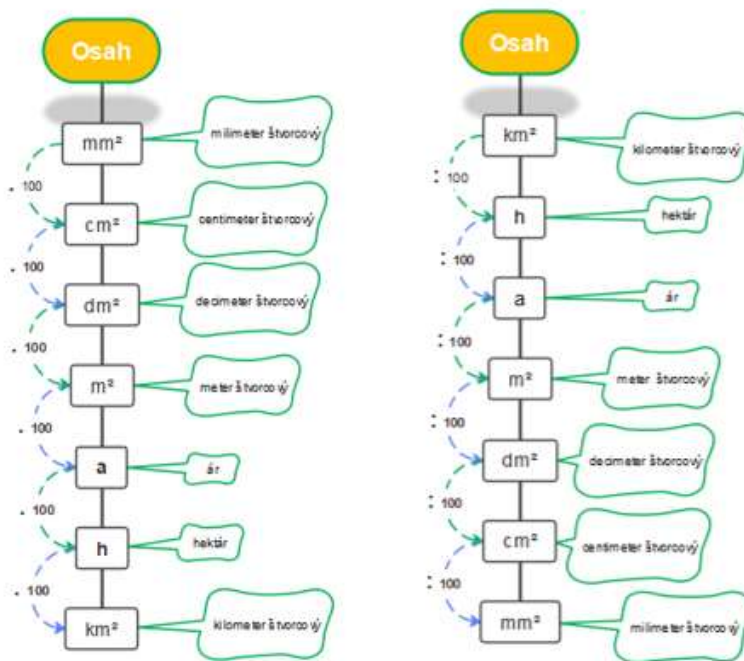 Osah
mm²
milimeter štvorcový
. 100
cm²
centimeter štvorcový
. 100
dm²
decimeter štvorcový
. 100
m²
meter štvorcový
. 100
a
ár
. 100
h
hektár
. 100
km²
kilometer štvorcový
Osah
km²
kilometer štvorcový
: 100
h
hektár
: 100
a
ár
: 100
m²
meter štvorcový
: 100
dm²
decimeter štvorcový
: 100
cm²
centimeter štvorcový
: 100
mm²
milimeter štvorcový